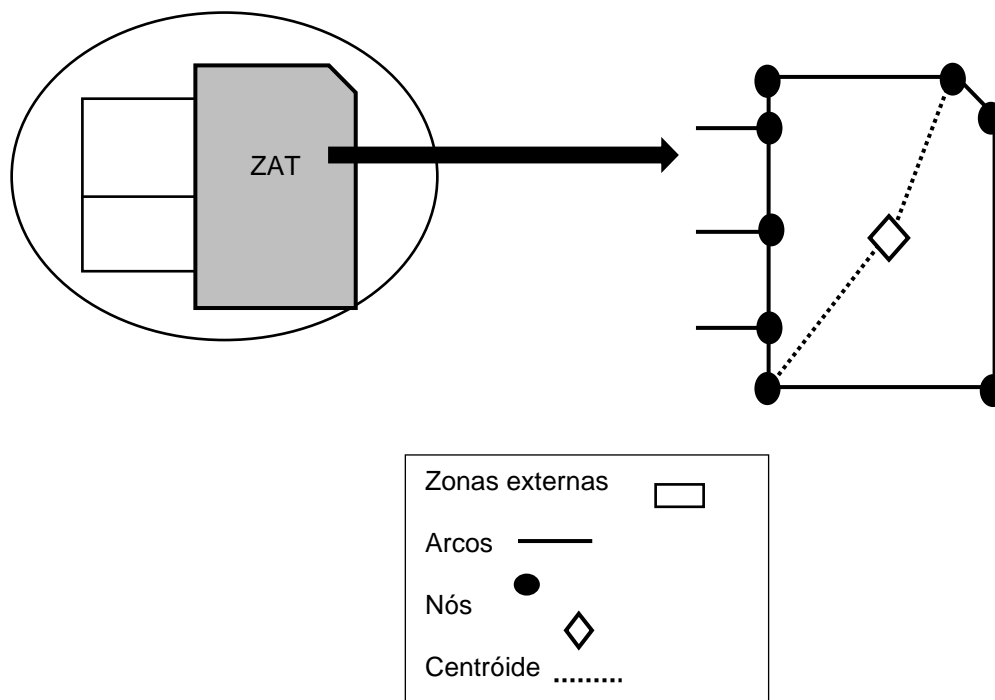 ZAT
Zonas externas
Arcos
Nós
Centróide